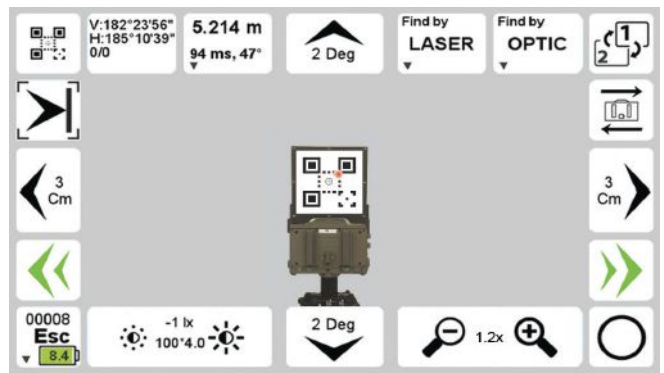 V:182°23'56"
H:185°10'39"
0/0
5.214 m
94 ms, 47°
2 Deg
Find by
LASER
Find by
OPTIC
1
2
3
Cm
3
Cm
00008
Esc
8.4
-1 lx
100*4.0
2 Deg
1.2x